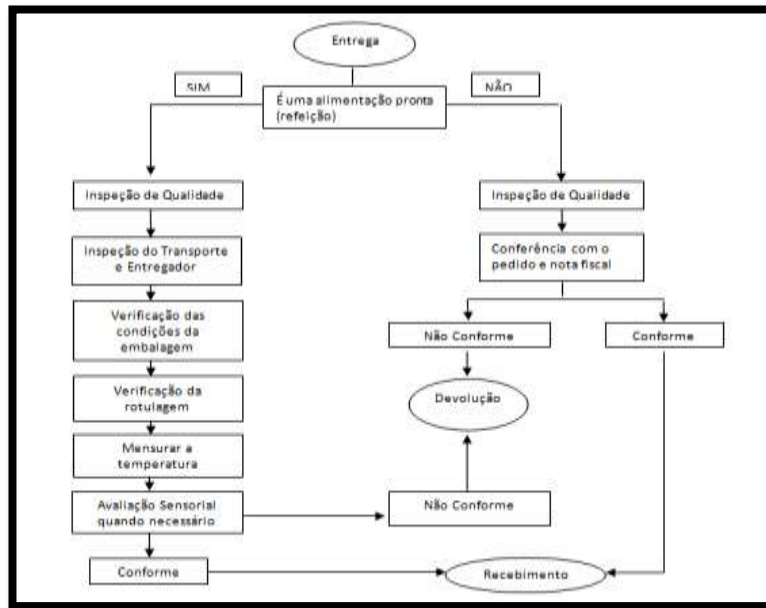 Entrega
SIM
NÃO
É uma alimentação pronta
(refeição)
Inspeção de Qualidade
Inspeção do Transporte
e Entregador
Verificação das
condições da
embalagem
Verificação da
rotulagem
Mensurar a
temperatura
Avaliação Sensorial
quando necessário
Conforme
Inspeção de Qualidade
Conferência com o
pedido e nota fiscal
Não Conforme
Conforme
Devolução
Não Conforme
Recebimento